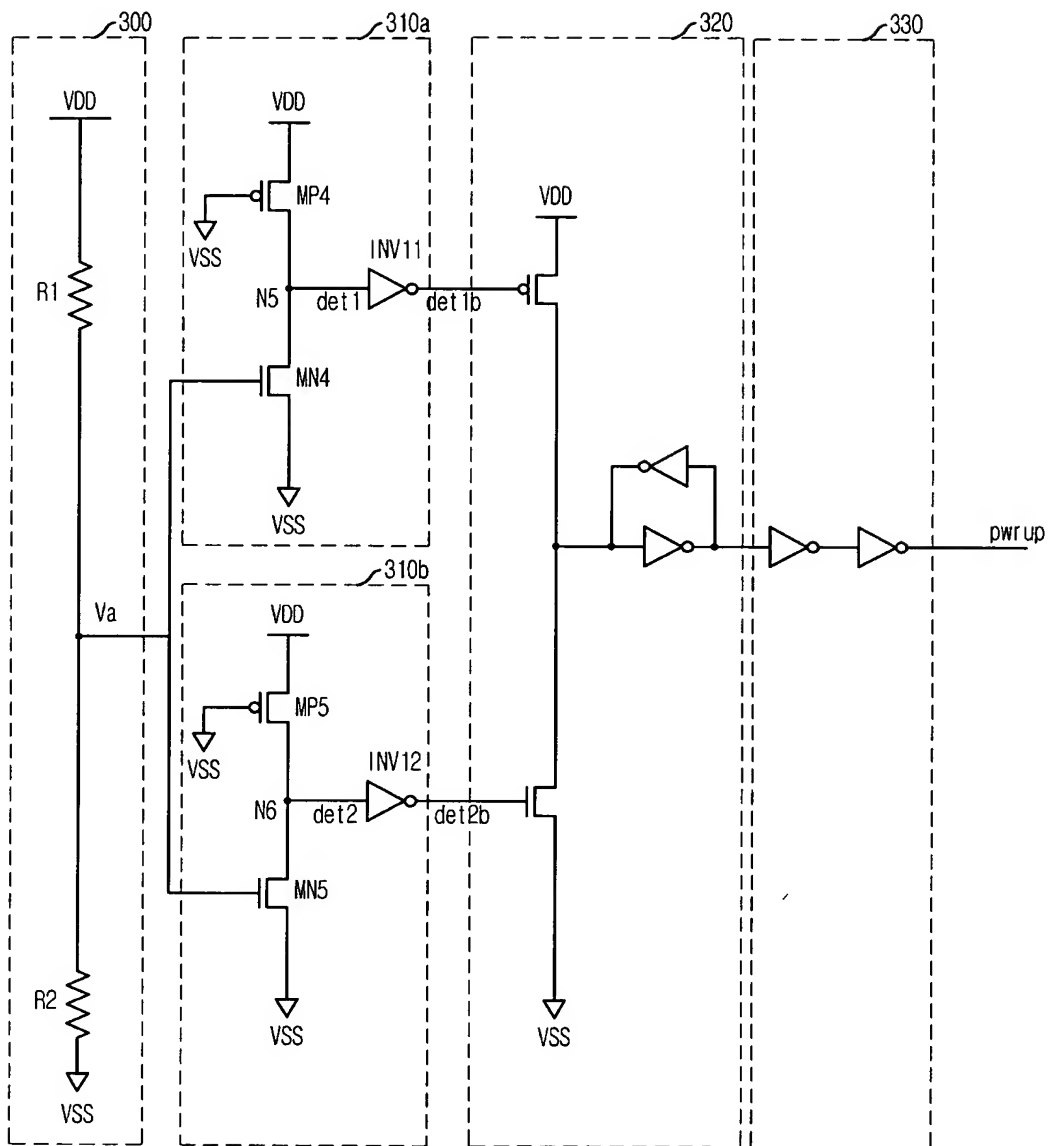 300
310a
320
330
VDD
VDD
MP4
VSS
VDD
INV11
R1
N5
det1
det1b
MN4
VSS
pwrup
310b
Va
VDD
MP5
VSS
INV12
N6
det2
det2b
MN5
R2
VSS
VSS
VSS